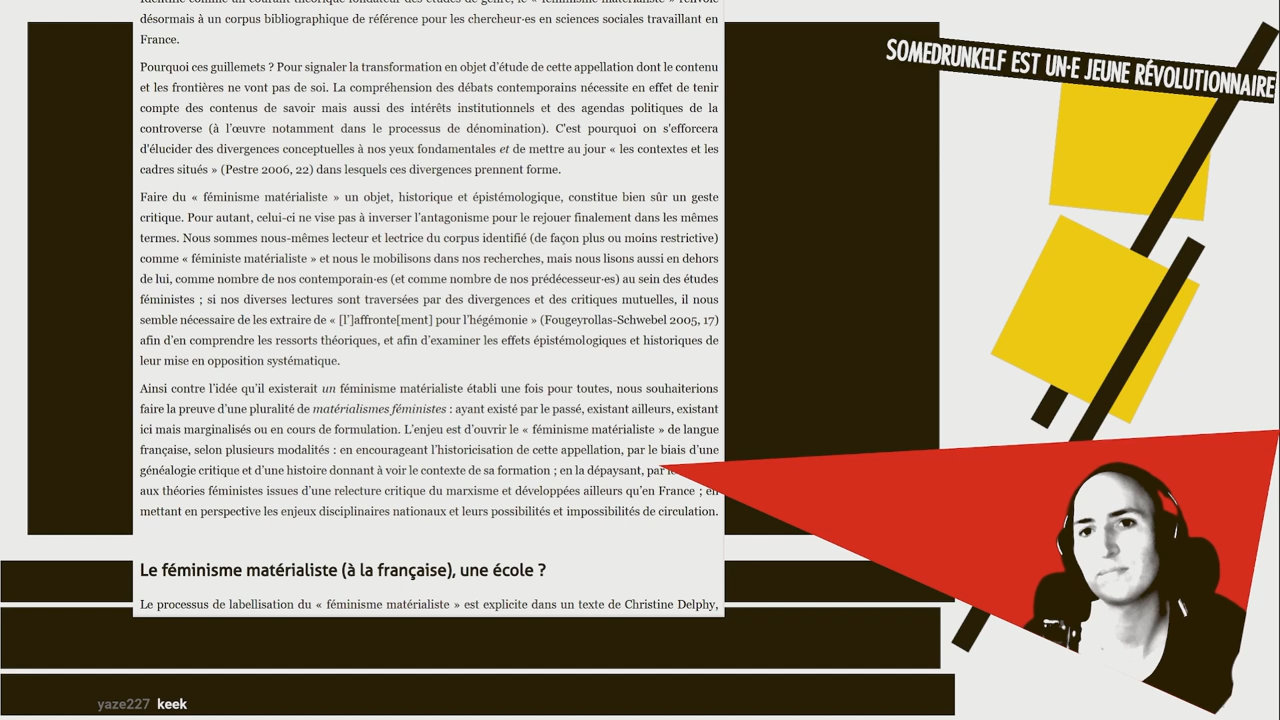 identifié comme un courant théorique fondateur des études de genre, le « féminisme matérialiste » renvoie
désormais à un corpus bibliographique de référence pour les chercheur·es en sciences sociales travaillant en
France.
Pourquoi ces guillemets ? Pour signaler la transformation en objet d'étude de cette appellation dont le contenu
et les frontières ne vont pas de soi. La compréhension des débats contemporains nécessite en effet de tenir
compte des contenus de savoir mais aussi des intérêts institutionnels et des agendas politiques de la
controverse (à l'œuvre notamment dans le processus de dénomination). C'est pourquoi on s'efforcera
d'élucider des divergences conceptuelles à nos yeux fondamentales et de mettre au jour « les contextes et les
cadres situés » (Pestre 2006, 22) dans lesquels ces divergences prennent forme.
Faire du « féminisme matérialiste » un objet, historique et épistémologique, constitue bien sûr un geste
critique. Pour autant, celui-ci ne vise pas à inverser l'antagonisme pour le rejouer finalement dans les mêmes
termes. Nous sommes nous-mêmes lecteur et lectrice du corpus identifié (de façon plus ou moins restrictive)
comme « féministe matérialiste » et nous le mobilisons dans nos recherches, mais nous lisons aussi en dehors
de lui, comme nombre de nos contemporain·es (et comme nombre de nos prédécesseur·es) au sein des études
féministes ; si nos diverses lectures sont traversées par des divergences et des critiques mutuelles, il nous
semble nécessaire de les extraire de « [l']affronte[ment] pour l'hégémonie » (Fougeyrollas-Schwebel 2005, 17)
afin d'en comprendre les ressorts théoriques, et afin d'examiner les effets épistémologiques et historiques de
leur mise en opposition systématique.
Ainsi contre l'idée qu'il existerait un féminisme matérialiste établi une fois pour toutes, nous souhaiterions
faire la preuve d'une pluralité de matérialismes féministes : ayant existé par le passé, existant ailleurs, existant
ici mais marginalisés ou en cours de formulation. L'enjeu est d'ouvrir le « féminisme matérialiste » de langue
française, selon plusieurs modalités : en encourageant l'historicisation de cette appellation, par le biais d'une
généalogie critique et d'une histoire donnant à voir le contexte de sa formation ; en la dépaysant, par
aux théories féministes issues d'une relecture critique du marxisme et développées ailleurs qu'en France ; en
mettant en perspective les enjeux disciplinaires nationaux et leurs possibilités et impossibilités de circulation.
Le féminisme matérialiste (à la française), une école ?
Le processus de labellisation du « féminisme matérialiste » est explicite dans un texte de Christine Delphy,
SOMEDRUNKELF EST UN·E JEUNE RÉVOLUTIONNAIRE
yaze227 keek